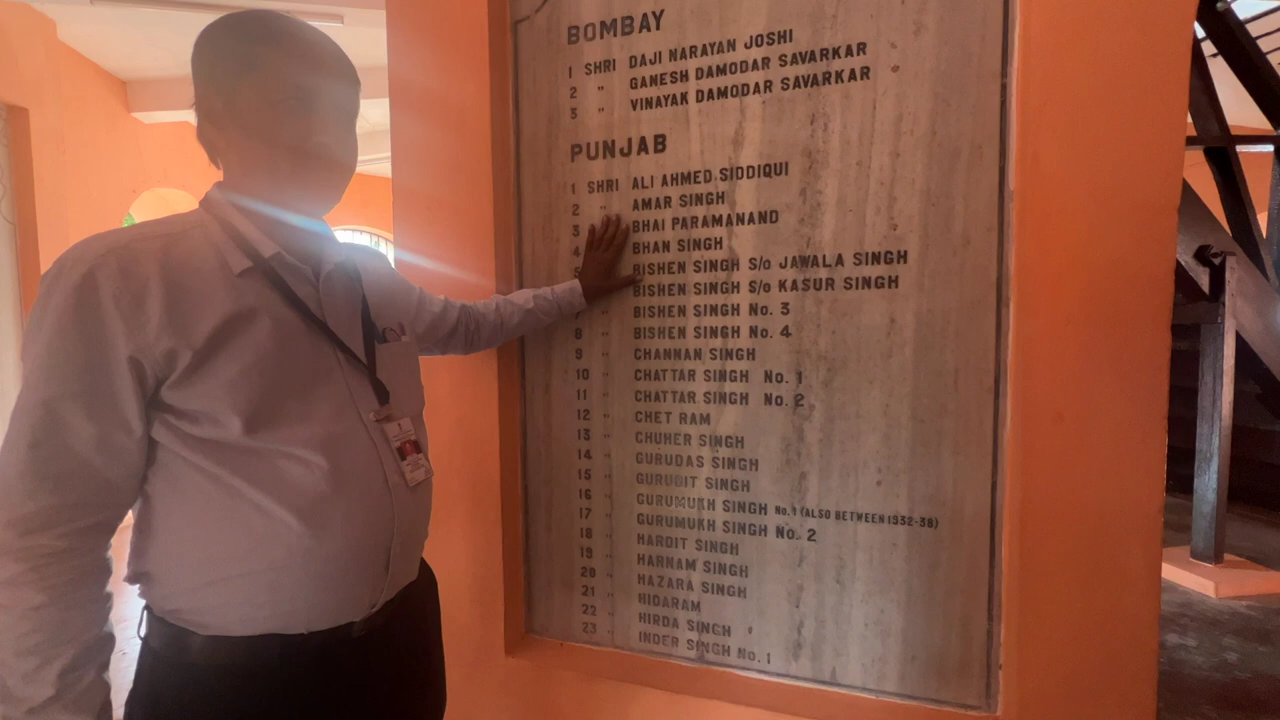 BOMBAY
1 SHRI DAJI NARAYAN JOSHI
2 " GANESH DAMODAR SAVARKAR
3 " VINAYAK DAMODAR SAVARKAR
PUNJAB
1 SHRI ALI AHMED SIDDIQUI
2 " AMAR SINGH
3 BHAI PARAMANAND
4 BHAN SINGH
5 BISHEN SINGH S/o JAWALA SINGH
BISHEN SINGH S/o KASUR SINGH
" BISHEN SINGH No. 3
8 " BISHEN SINGH No. 4
9 " CHANNAN SINGH
10 " CHATTAR SINGH No. 1
11 " CHATTAR SINGH No. 2
12 " CHET RAM
13 " CHUHER SINGH
14 " GURUDAS SINGH
15 " GURUDIT SINGH
16 " GURUMUKH SINGH No. 1 (ALSO BETWEEN 1932-38)
17 " GURUMUKH SINGH No. 2
18 " HARDIT SINGH
19 " HARNAM SINGH
20 " HAZARA SINGH
21 " HIDARAM
22 " HIRDA SINGH
23 " INDER SINGH No. 1